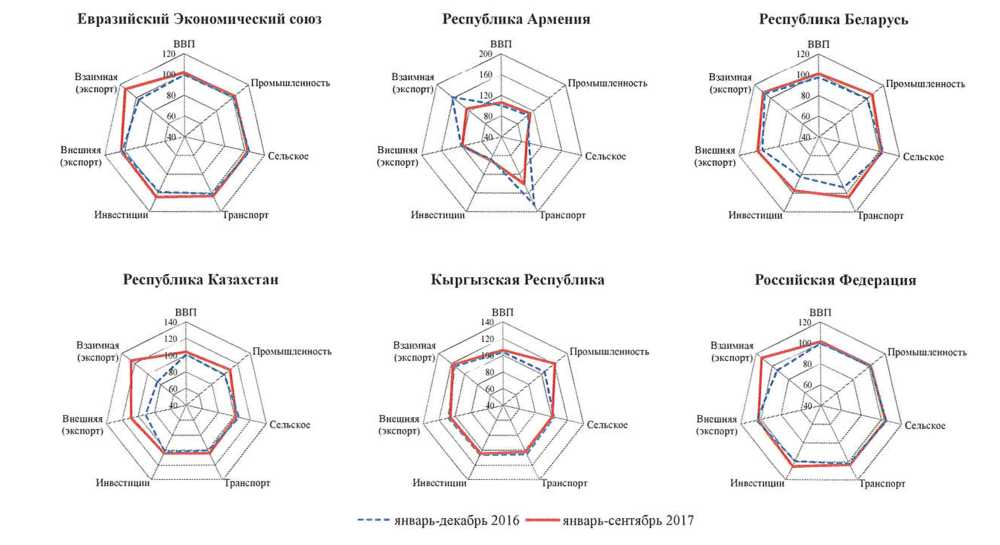 Евразийский Экономический союз
Республика Армения
Республика Беларусь
ВВП
120
100
80
60
40
Взаимная
(экспорт)
Промышленность
Внешняя
(экспорт)
Сельское
Инвестиции
Транспорт
ВВП
200
160
120
80
40
Взаимная
(экспорт)
Промышленность
Внешняя
(экспорт)
Сельское
Инвестиции
Транспорт
ВВП
120
100
80
60
40
Взаимная
(экспорт)
Промышленность
Внешняя
(экспорт)
Сельское
Инвестиции
Транспорт
Республика Казахстан
Кыргызская Республика
Российская Федерация
ВВП
140
120
100
80
60
40
Взаимная
(экспорт)
Промышленность
Внешняя
(экспорт)
Сельское
Инвестиции
Транспорт
ВВП
140
120
100
80
60
40
Взаимная
(экспорт)
Промышленность
Внешняя
(экспорт)
Сельское
Инвестиции
Транспорт
ВВП
120
100
80
60
40
Взаимная
(экспорт)
Промышленность
Внешняя
(экспорт)
Сельское
Инвестиции
Транспорт
январь-декабрь 2016
январь-сентябрь 2017